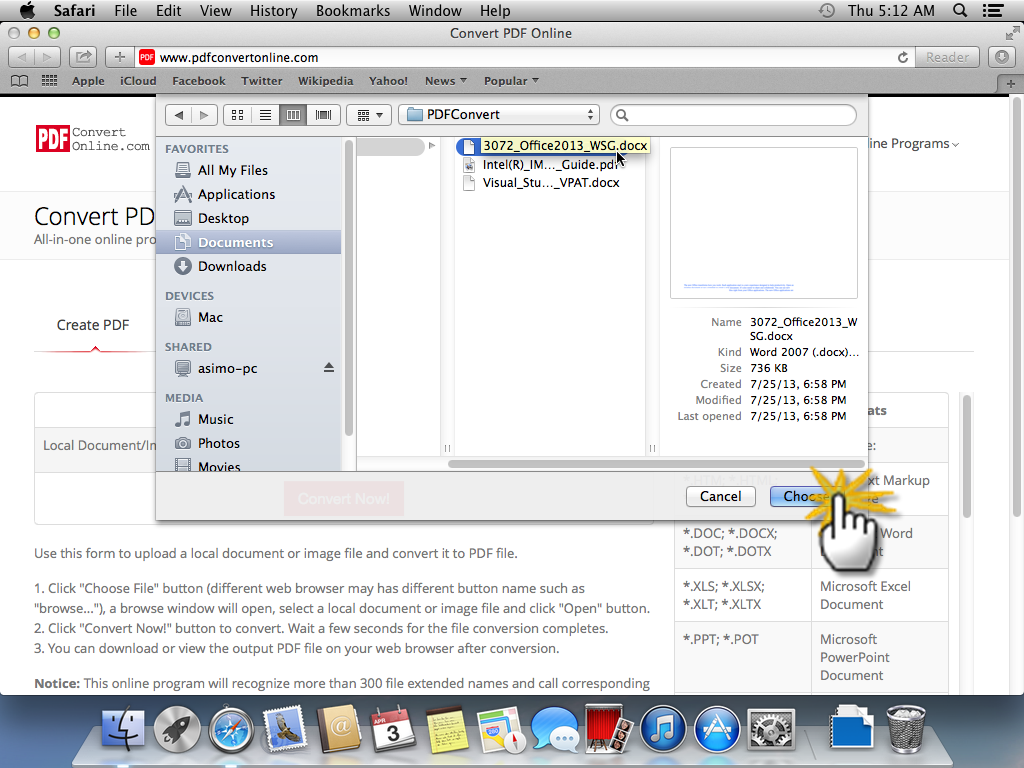 Safari File Edit View History Bookmarks Window Help Thu 5:12 AM
Convert PDF Online
PDF www.pdfconvertonline.com Reader
Apple iCloud Facebook Twitter Wikipedia Yahoo! News Popular
PDFConvert
PDF Convert
Online.com
ine Programs
FAVORITES
All My Files
Applications
Desktop
Documents
Downloads
DEVICES
Mac
SHARED
asimo-pc
MEDIA
Music
Photos
Movies
3072_Office2013_WSG.docx
Intel(R)_IM..._Guide.pdf
Visual_Stu..._VPAT.docx
Name 3072_Office2013_W
SG.docx
Kind Word 2007 (.docx)...
Size 736 KB
Created 7/25/13, 6:58 PM
Modified 7/25/13, 6:58 PM
Last opened 7/25/13, 6:58 PM
Cancel Choose
Convert PD
All-in-one online pro
Create PDF
Local Document/Im
Convert Now!
Use this form to upload a local document or image file and convert it to PDF file.
1. Click "Choose File" button (different web browser may has different button name such as
"browse..."), a browse window will open, select a local document or image file and click "Open" button.
2. Click "Convert Now!" button to convert. Wait a few seconds for the file conversion completes.
3. You can download or view the output PDF file on your web browser after conversion.
Notice: This online program will recognize more than 300 file extended names and call corresponding
ats
e:
xt Markup
*.DOC; *.DOCX;
*.DOT; *.DOTX
Word
*.XLS; *.XLSX;
*.XLT; *.XLTX
Microsoft Excel
Document
*.PPT; *.POT
Microsoft
PowerPoint
Document
APR
3